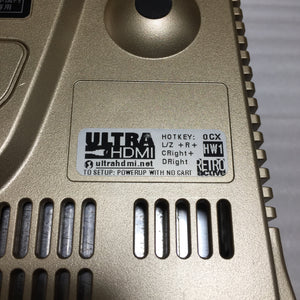 ULTRA
HDMI
ultrahdmi.net
HOTKEY: 0CX
L/Z +R+ HW1
CRight+ RETRO
DRight active
TO SETUP: POWERUP WITH NO CART